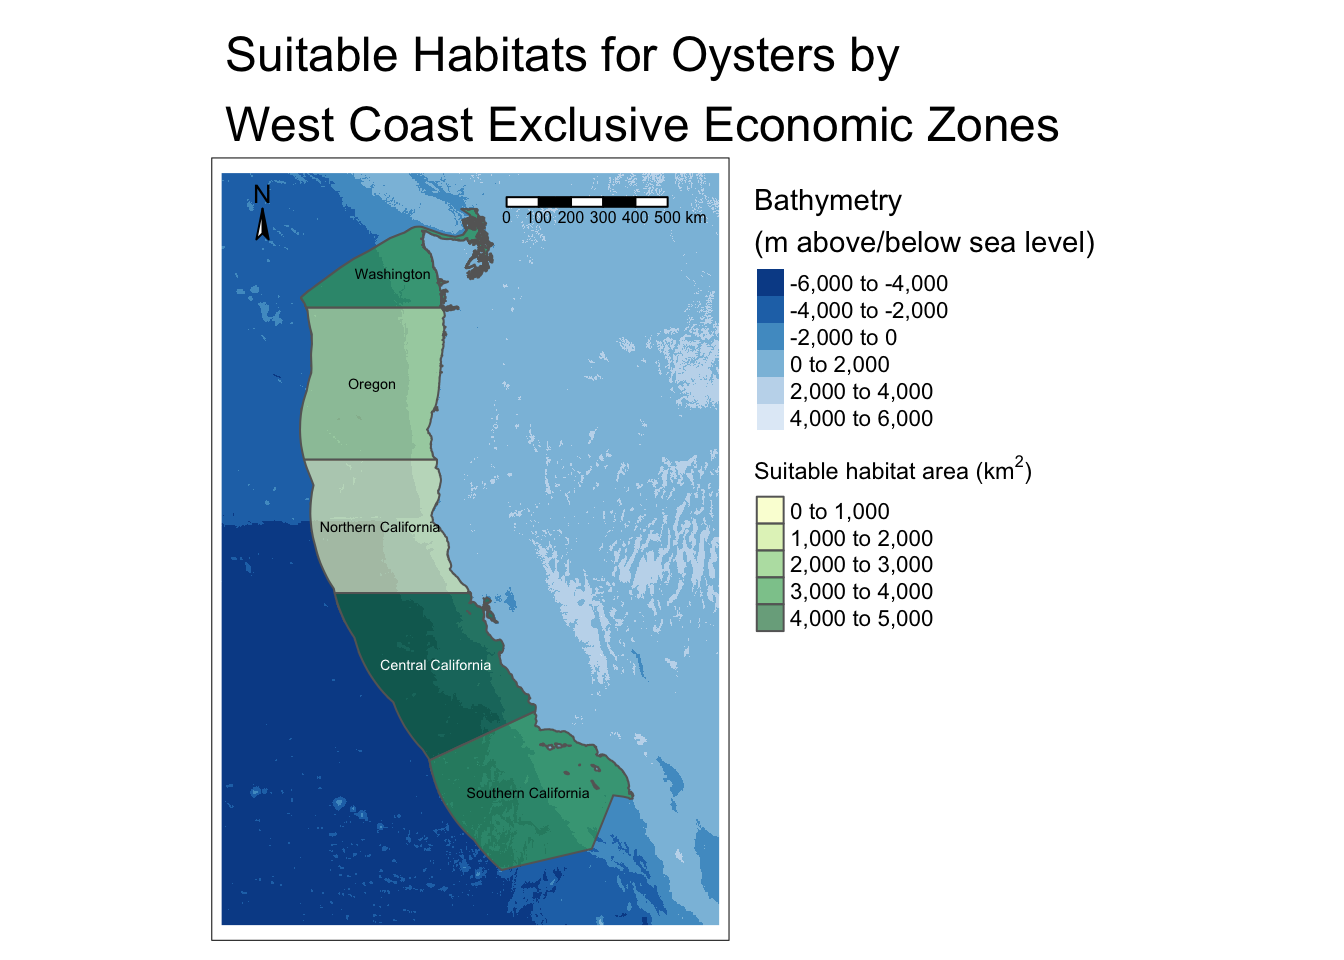 Suitable Habitats for Oysters by
West Coast Exclusive Economic Zones
N
0 100 200 300 400 500 km
Washington
Oregon
Northern California
Central California
Southern California
Bathymetry
(m above/below sea level)
-6,000 to -4,000
-4,000 to -2,000
-2,000 to 0
0 to 2,000
2,000 to 4,000
4,000 to 6,000
Suitable habitat area (km²)
0 to 1,000
1,000 to 2,000
2,000 to 3,000
3,000 to 4,000
4,000 to 5,000